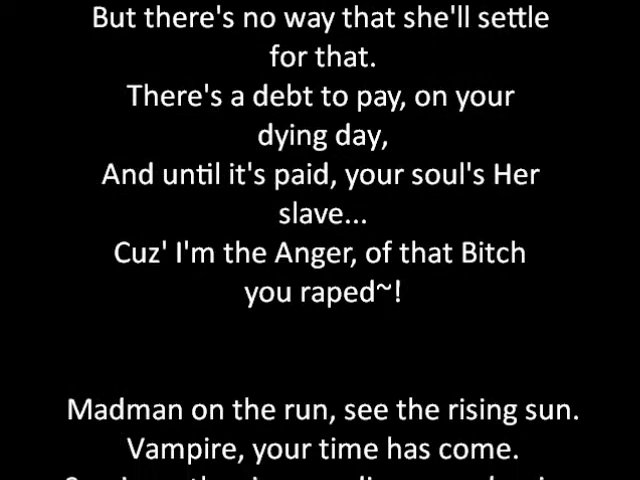 But there's no way that she'll settle
for that.
There's a debt to pay, on your
dying day,
And until it's paid, your soul's Her
slave...
Cuz' I'm the Anger, of that Bitch
you raped~!
Madman on the run, see the rising sun.
Vampire, your time has come.